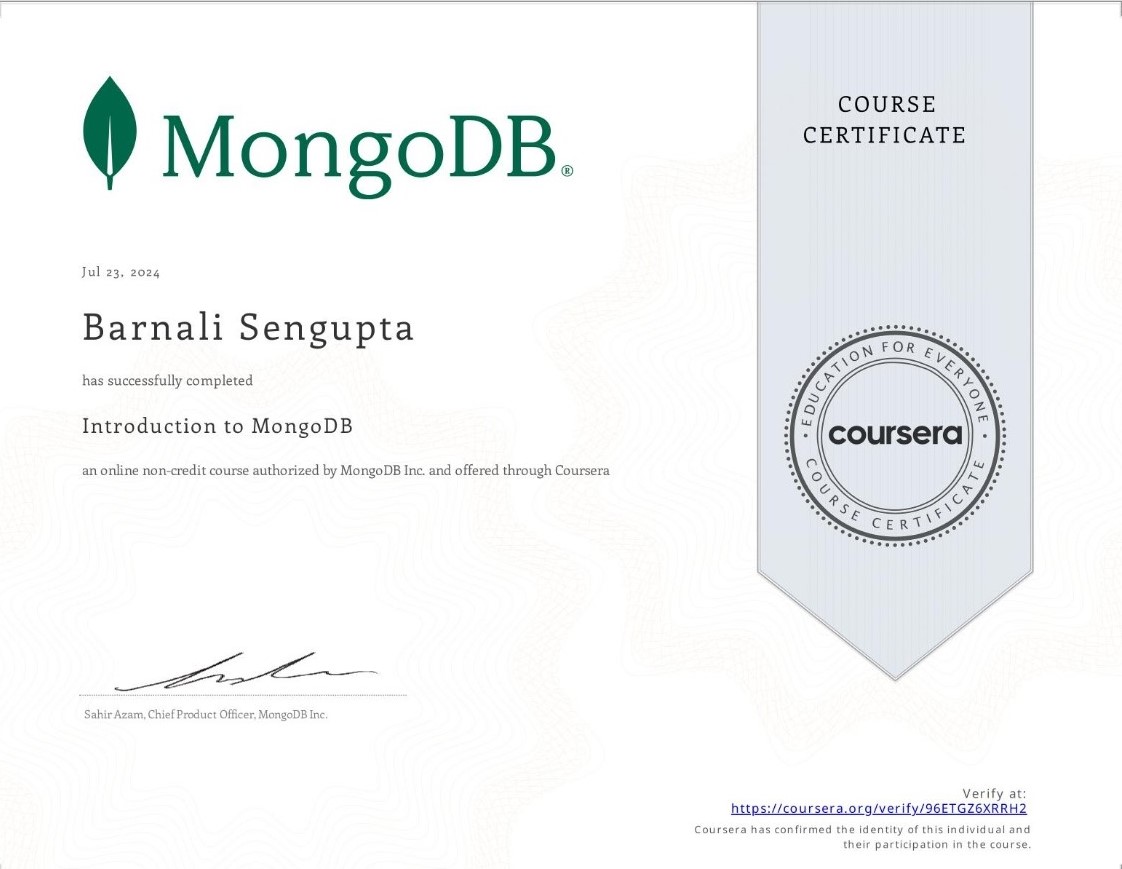 MongoDB®
COURSE
CERTIFICATE
Jul 23, 2024
Barnali Sengupta
has successfully completed
Introduction to MongoDB
an online non-credit course authorized by MongoDB Inc. and offered through Coursera
EDUCATION FOR EVERYONE
coursera
COURSE CERTIFICATE
Sahir Azam, Chief Product Officer, MongoDB Inc.
Verify at:
https://coursera.org/verify/96ETGZ6XRRH2
Coursera has confirmed the identity of this individual and
their participation in the course.